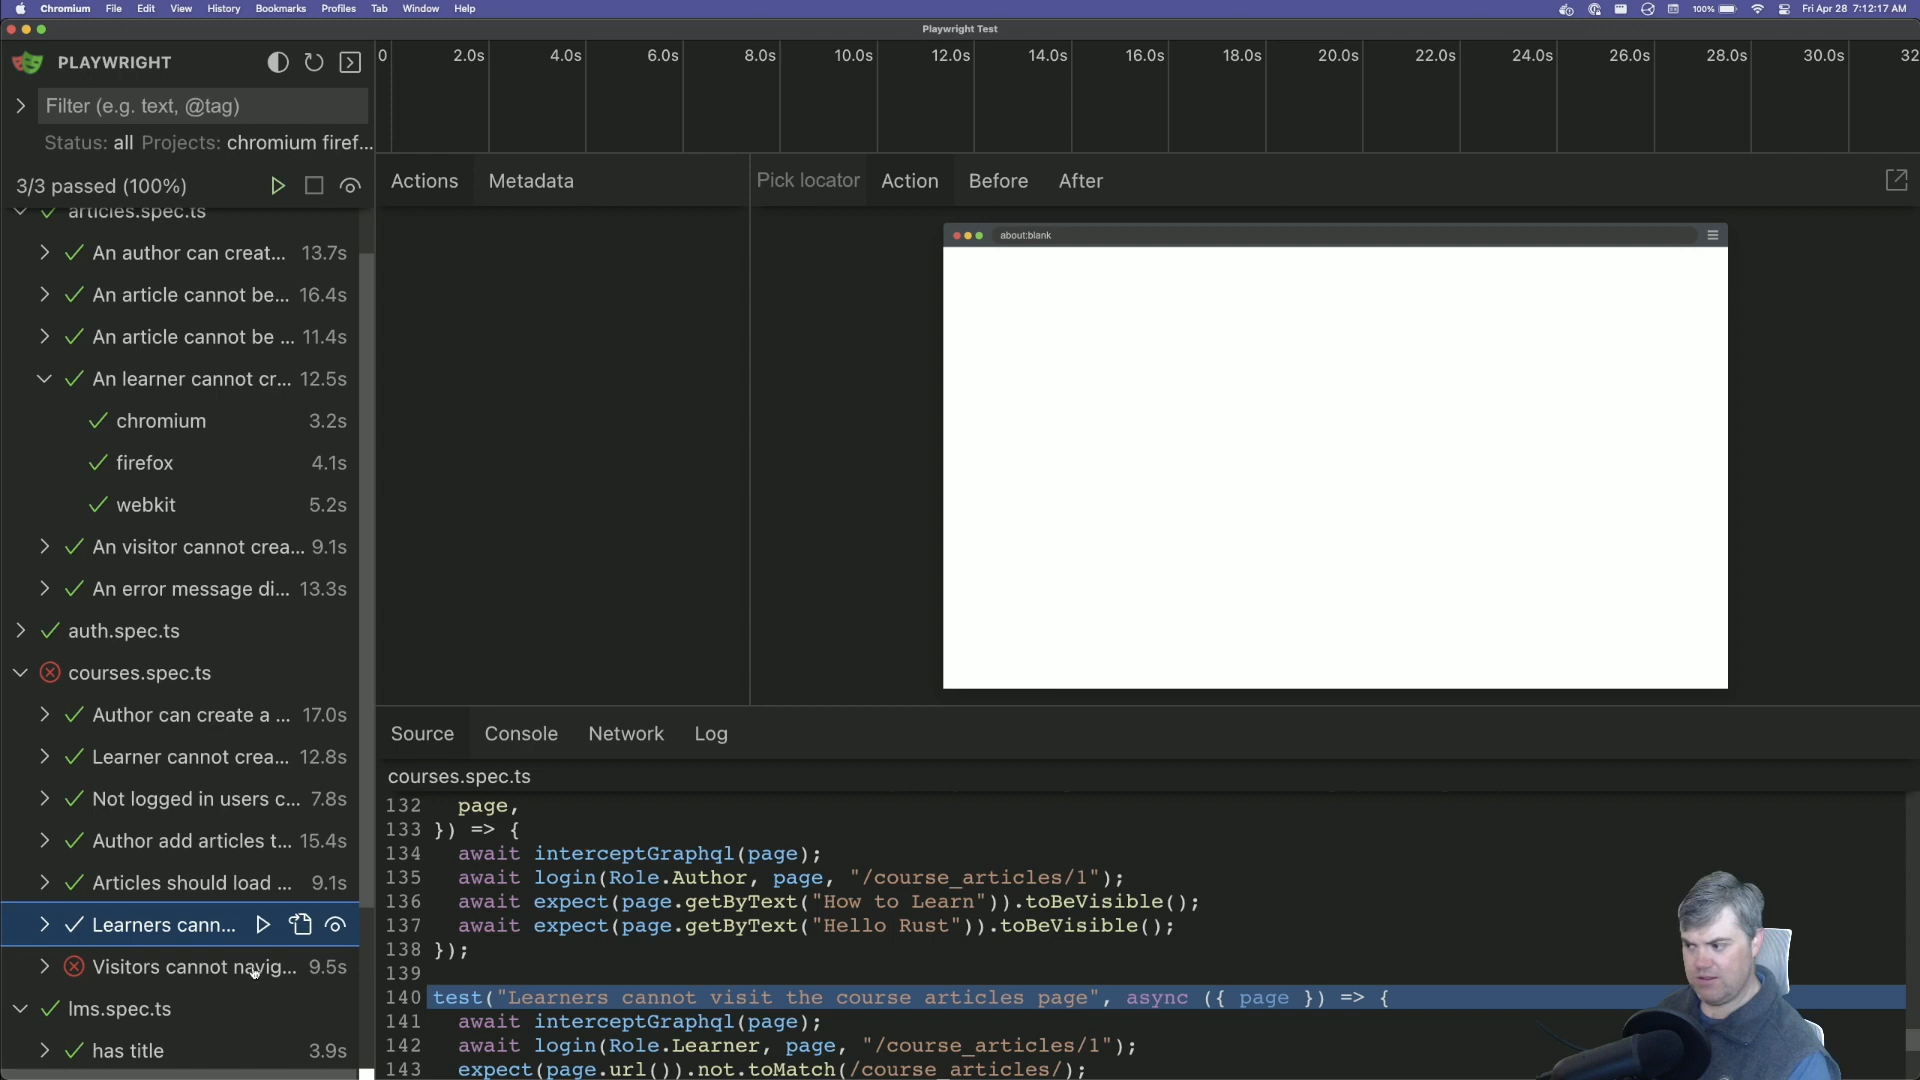 Chromium File Edit View History Bookmarks Profiles Tab Window Help 100% Fri Apr 28 7:12:17 AM
Playwright Test
PLAYWRIGHT
0 2.0s 4.0s 6.0s 8.0s 10.0s 12.0s 14.0s 16.0s 18.0s 20.0s 22.0s 24.0s 26.0s 28.0s 30.0s 32
Filter (e.g. text, @tag)
Status: all Projects: chromium firef...
3/3 passed (100%)
Actions Metadata
Pick locator Action Before After
about:blank
articles.spec.ts
An author can creat... 13.7s
An article cannot be... 16.4s
An article cannot be ... 11.4s
An learner cannot cr... 12.5s
chromium 3.2s
firefox 4.1s
webkit 5.2s
An visitor cannot crea... 9.1s
An error message di... 13.3s
auth.spec.ts
courses.spec.ts
Author can create a ... 17.0s
Learner cannot crea... 12.8s
Not logged in users c... 7.8s
Author add articles t... 15.4s
Articles should load ... 9.1s
Learners cann...
Visitors cannot navig... 9.5s
lms.spec.ts
has title 3.9s
Source Console Network Log
courses.spec.ts
132 page,
133 }) => {
134 await interceptGraphql(page);
135 await login(Role.Author, page, "/course_articles/1");
136 await expect(page.getByText("How to Learn")).toBeVisible();
137 await expect(page.getByText("Hello Rust")).toBeVisible();
138 });
139
140 test("Learners cannot visit the course articles page", async ({ page }) => {
141 await interceptGraphql(page);
142 await login(Role.Learner, page, "/course_articles/1");
143 expect(page.url()).not.toMatch(/course_articles/);